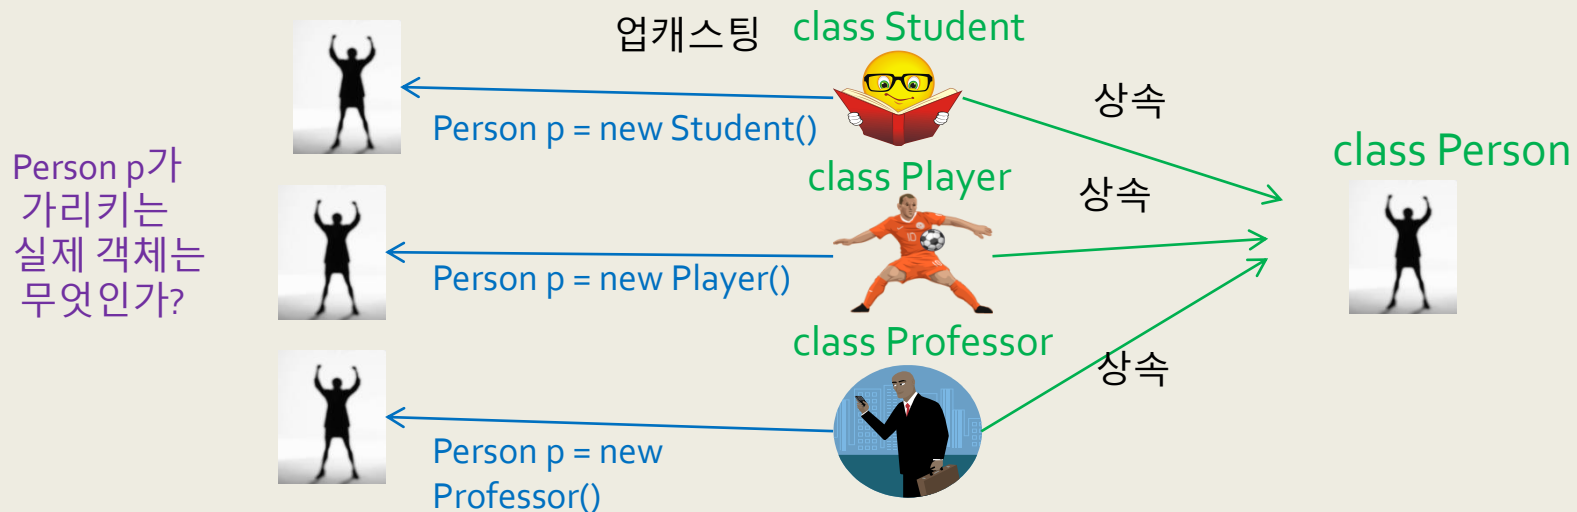 업캐스팅
class Student
Person p = new Student()
상속
class Person
Person p가
가리키는
실제 객체는
무엇인가?
class Player
상속
Person p = new Player()
class Professor
상속
Person p = new
Professor()